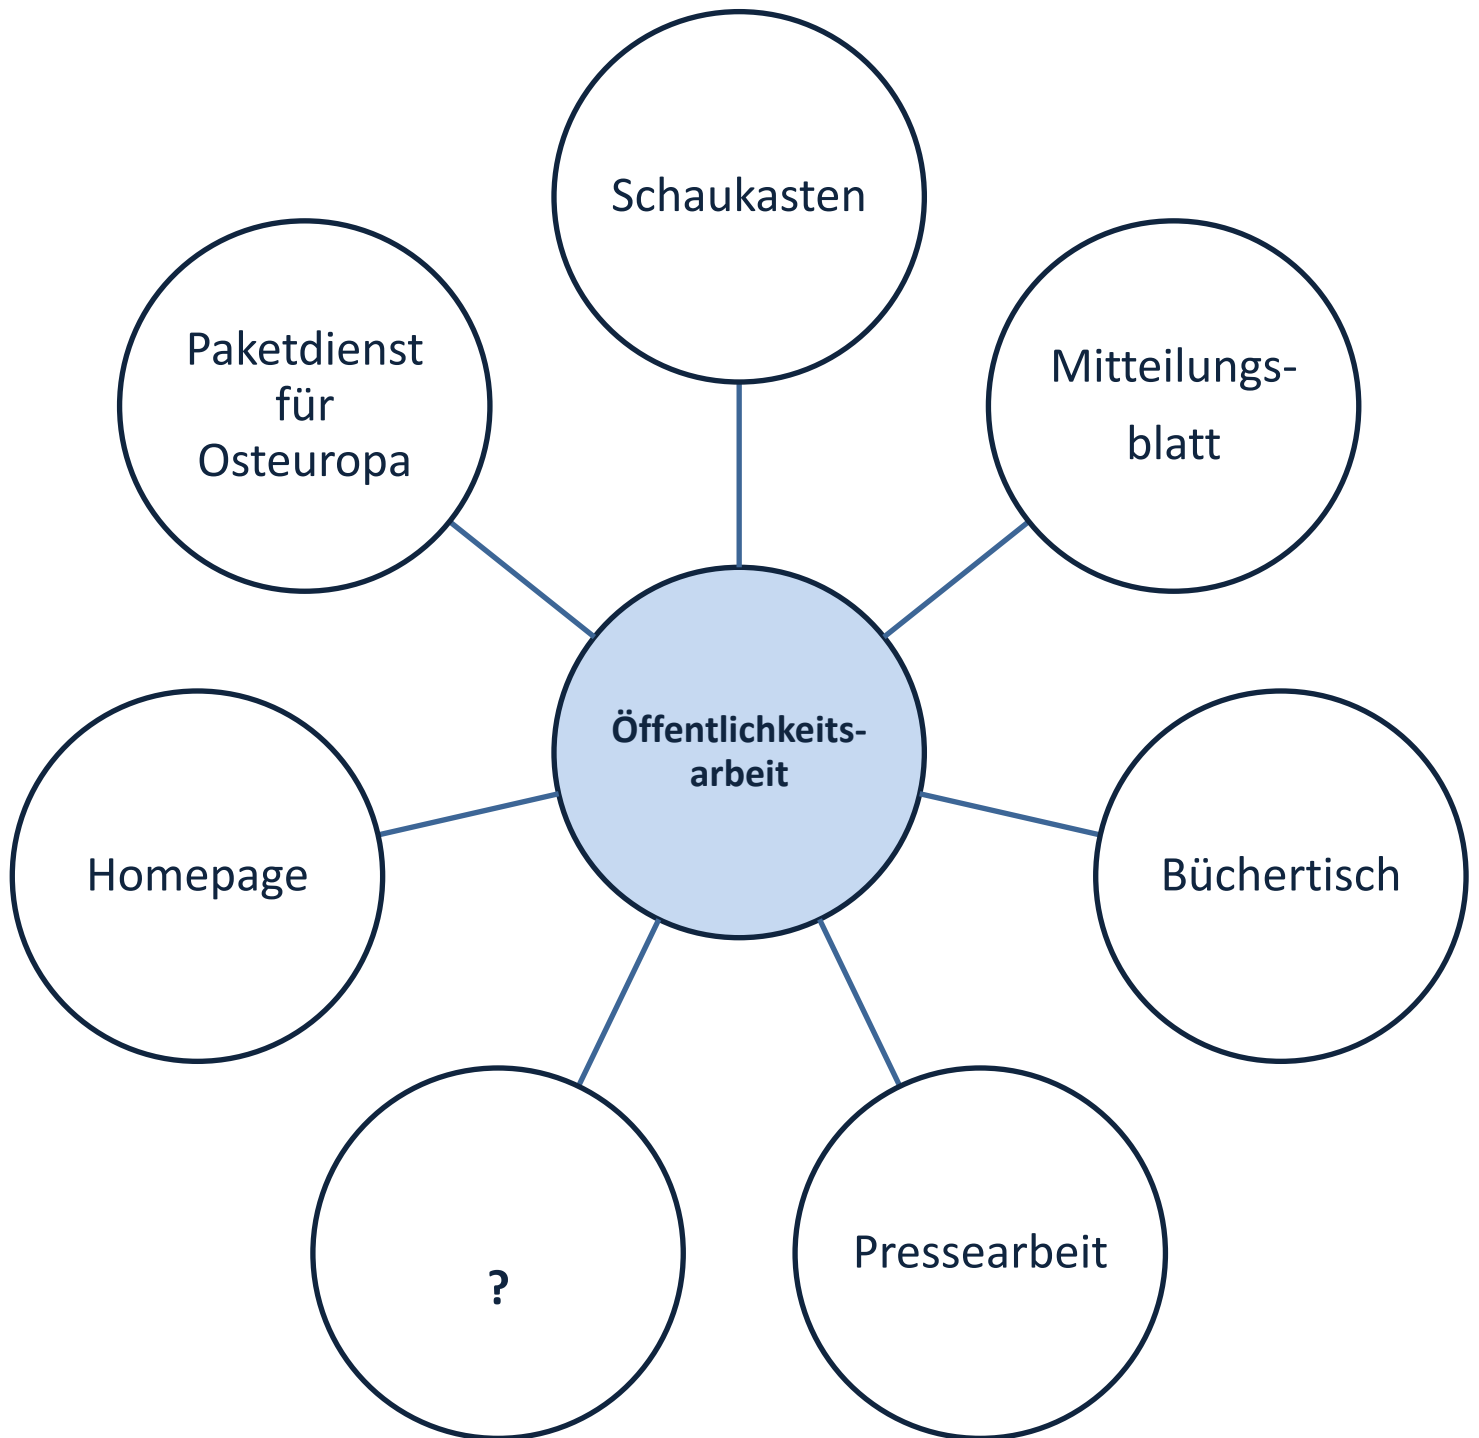 Schaukasten
Paketdienst
für
Osteuropa
Mitteilungs-
blatt
Öffentlichkeits-
arbeit
Homepage
Büchertisch
?
Pressearbeit